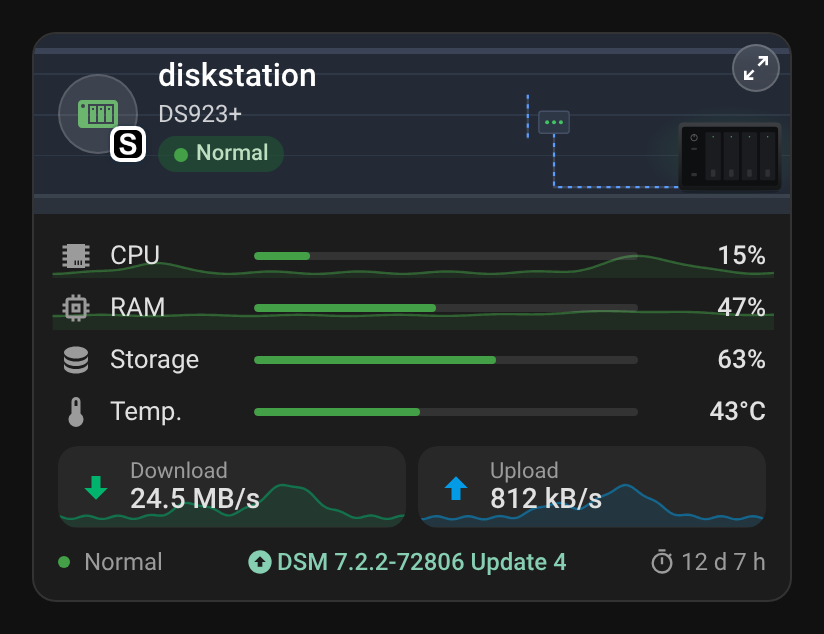 diskstation
DS923+
S
Normal
CPU 15%
RAM 47%
Storage 63%
Temp. 43°C
Download
24.5 MB/s
Upload
812 kB/s
Normal DSM 7.2.2-72806 Update 4 12 d 7 h